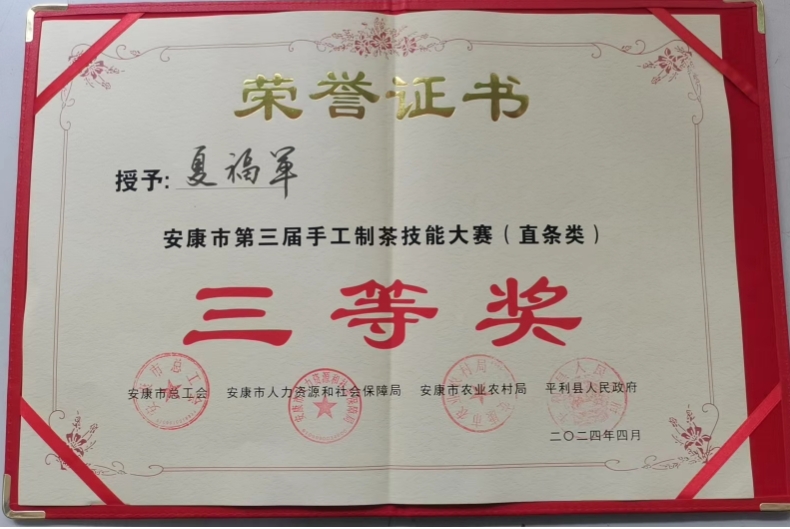 荣誉证书
授予: 夏福军
安康市第三届手工制茶技能大赛（直条类）
三等奖
安康市总工会 安康市人力资源和社会保障局 安康市农业农村局 平利县人民政府
二〇二四年四月